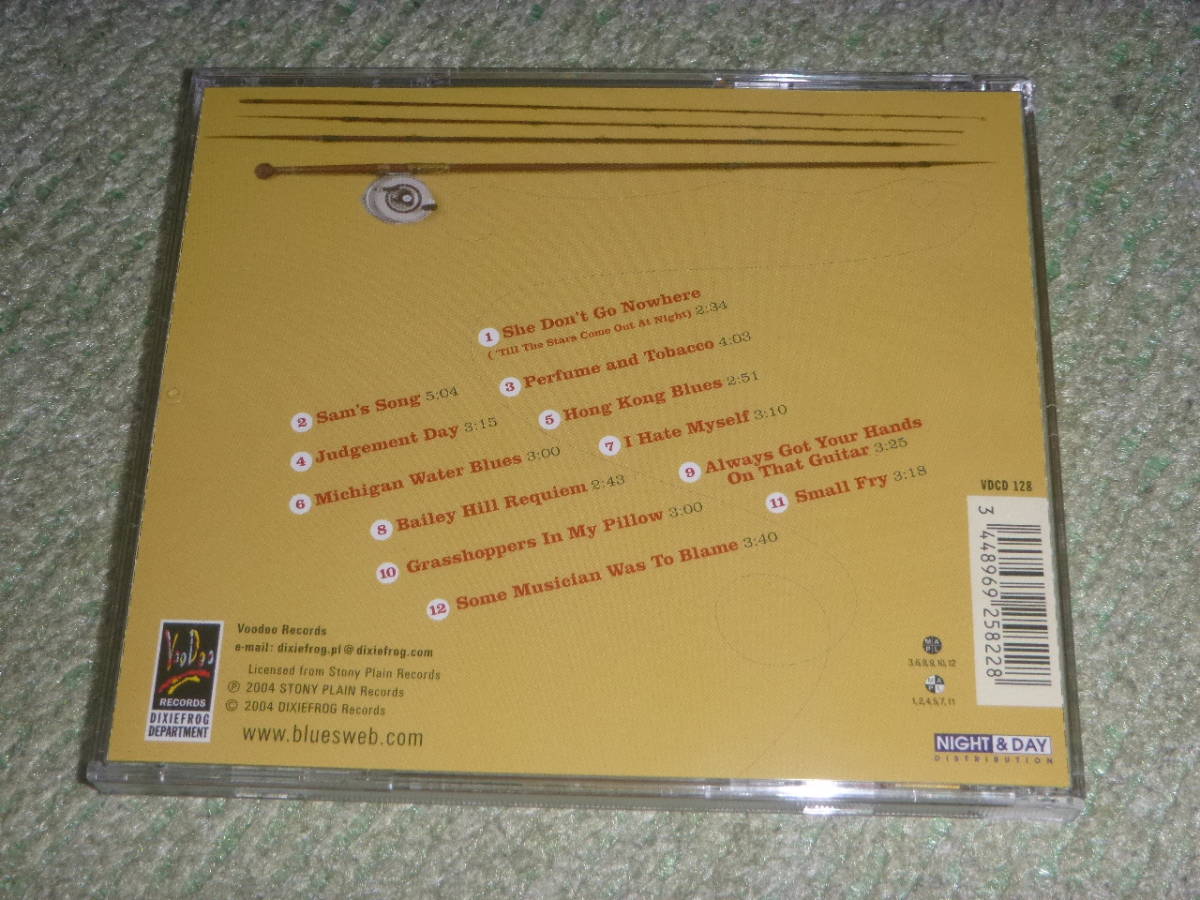 1 She Don't Go Nowhere
( 'Till The Stars Come Out At Night) 2:34
2 Sam's Song 5:04
3 Perfume and Tobacco 4:03
4 Judgement Day 3:15
5 Hong Kong Blues 2:51
6 Michigan Water Blues 3:00
7 I Hate Myself 3:10
8 Bailey Hill Requiem 2:43
9 Always Got Your Hands
On That Guitar 3:25
10 Grasshoppers In My Pillow 3:00
11 Small Fry 3:18
12 Some Musician Was To Blame 3:40
VDCD 128
3 448969 258228
VooDoo
RECORDS
DIXIEFROG
DEPARTMENT
Voodoo Records
e-mail: dixiefrog.pl@dixiefrog.com
Licensed from Stony Plain Records
℗ 2004 STONY PLAIN Records
© 2004 DIXIEFROG Records
www.bluesweb.com
M A
P L
3,6,8,9,10,12
M A
P L
1,2,4,5,7,11
NIGHT & DAY
DISTRIBUTION